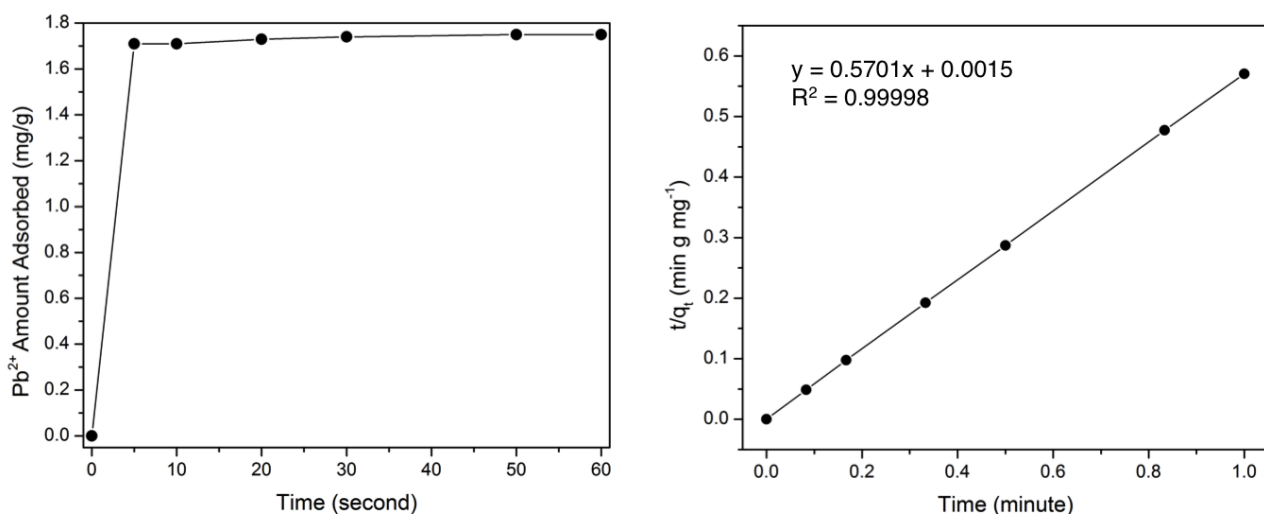 1.8
1.6
1.4
1.2
1.0
0.8
0.6
0.4
0.2
0.0
Pb²⁺ Amount Adsorbed (mg/g)
0 10 20 30 40 50 60
Time (second)
y = 0.5701x + 0.0015
R² = 0.99998
0.6
0.5
0.4
0.3
0.2
0.1
0.0
t/qₜ (min g mg⁻¹)
0.0 0.2 0.4 0.6 0.8 1.0
Time (minute)